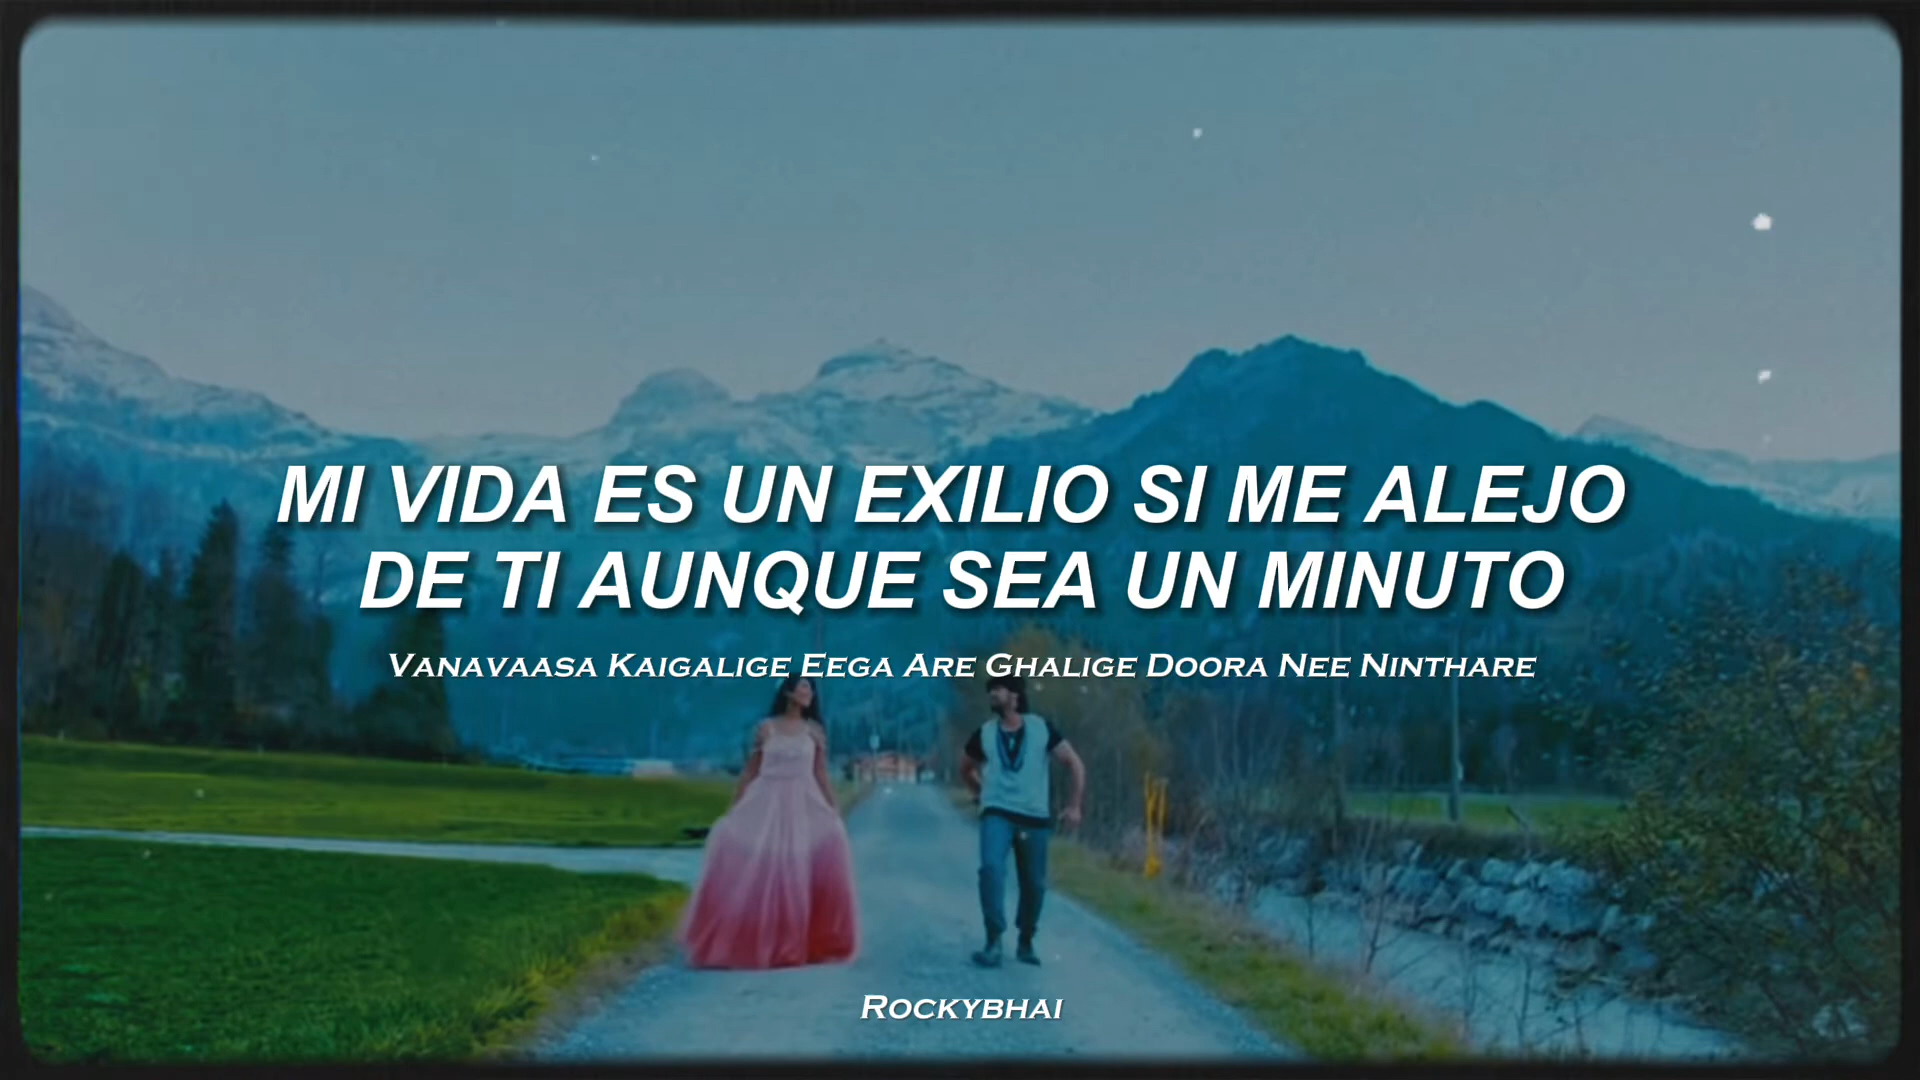 MI VIDA ES UN EXILIO SI ME ALEJO
DE TI AUNQUE SEA UN MINUTO
Vanavaasa Kaigalige Eega Are Ghalige Doora Nee Ninthare
Rockybhai